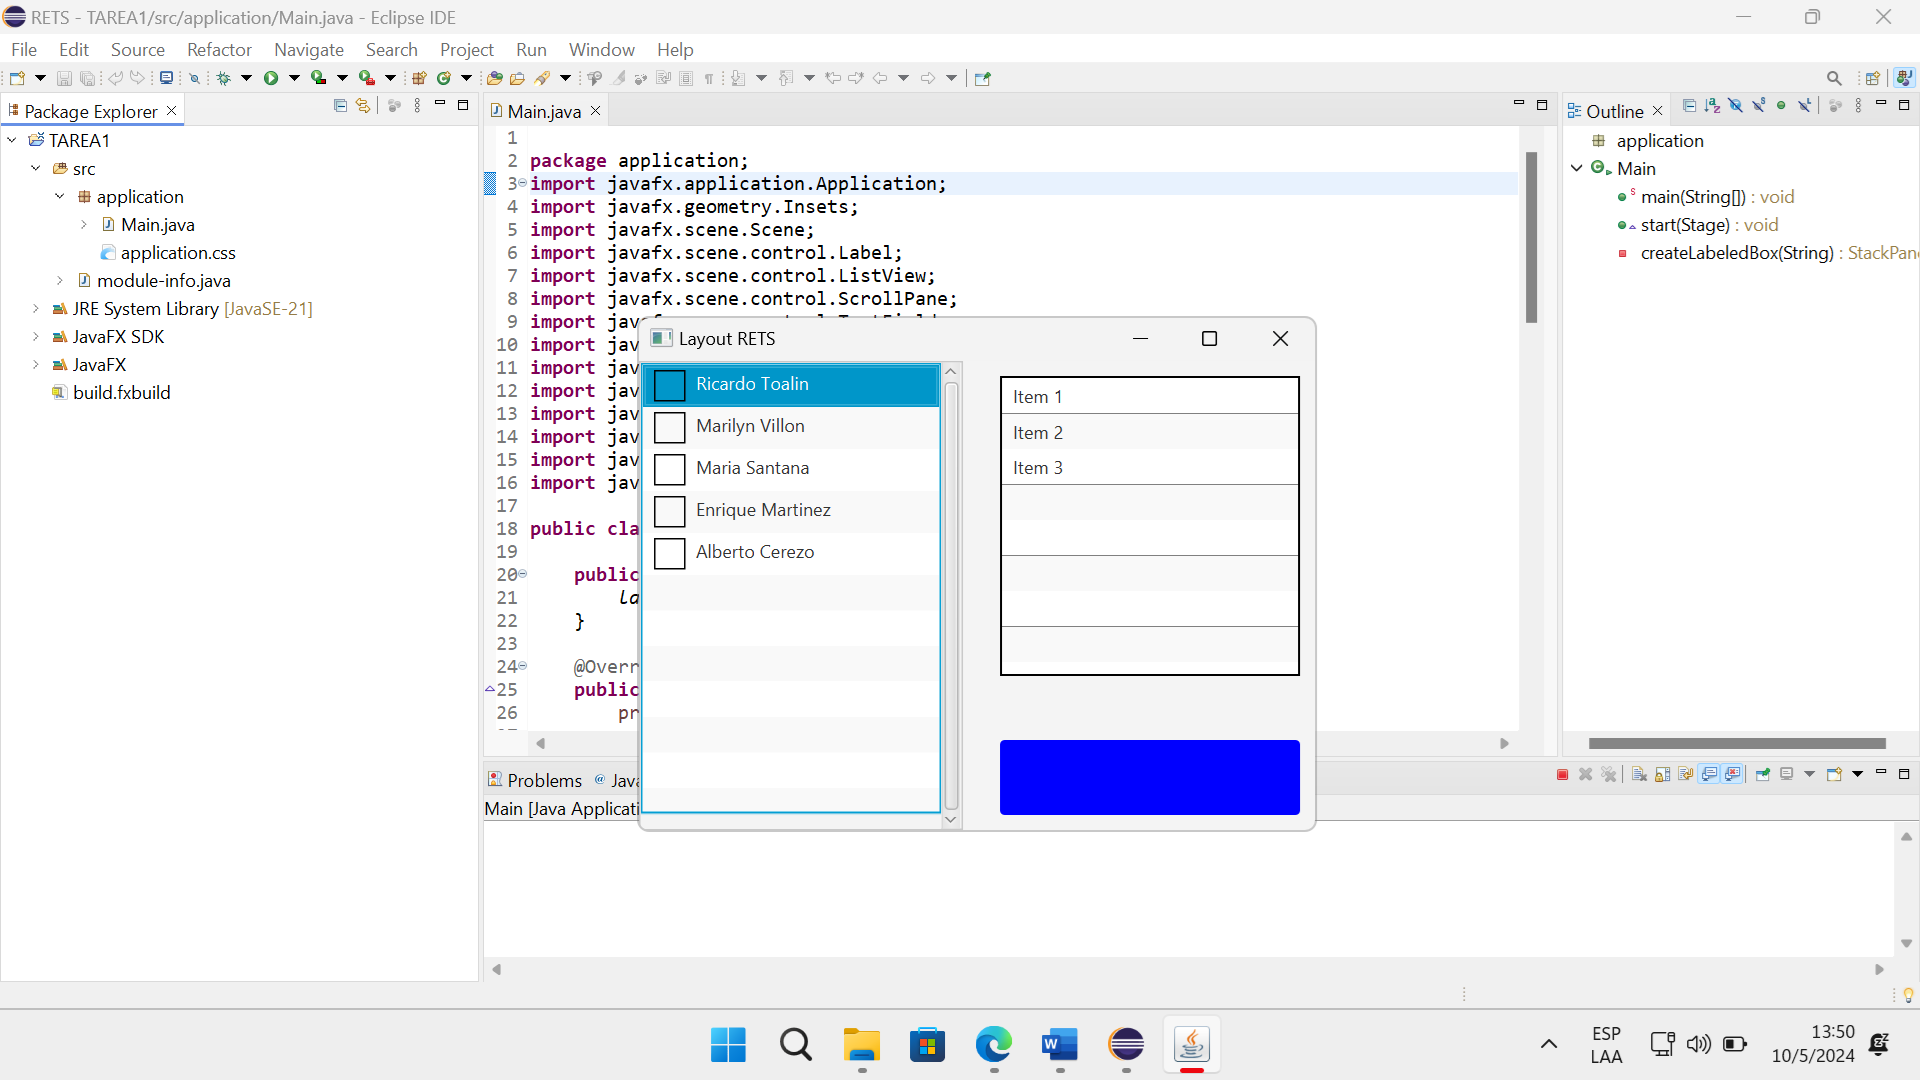 RETS - TAREA1/src/application/Main.java - Eclipse IDE
File Edit Source Refactor Navigate Search Project Run Window Help
Package Explorer
TAREA1
src
application
Main.java
application.css
module-info.java
JRE System Library [JavaSE-21]
JavaFX SDK
JavaFX
build.fxbuild
Main.java
1
2 package application;
3 import javafx.application.Application;
4 import javafx.geometry.Insets;
5 import javafx.scene.Scene;
6 import javafx.scene.control.Label;
7 import javafx.scene.control.ListView;
8 import javafx.scene.control.ScrollPane;
9 import jav
10 import jav
11 import jav
12 import jav
13 import jav
14 import jav
15 import jav
16 import jav
17
18 public cla
19
20 public
21 la
22 }
23
24 @Overr
25 public
26 pr
Layout RETS
Ricardo Toalin
Marilyn Villon
Maria Santana
Enrique Martinez
Alberto Cerezo
Item 1
Item 2
Item 3
Outline
application
Main
main(String[]) : void
start(Stage) : void
createLabeledBox(String) : StackPan
Problems @ Java
Main [Java Applicati
ESP
LAA
13:50
10/5/2024